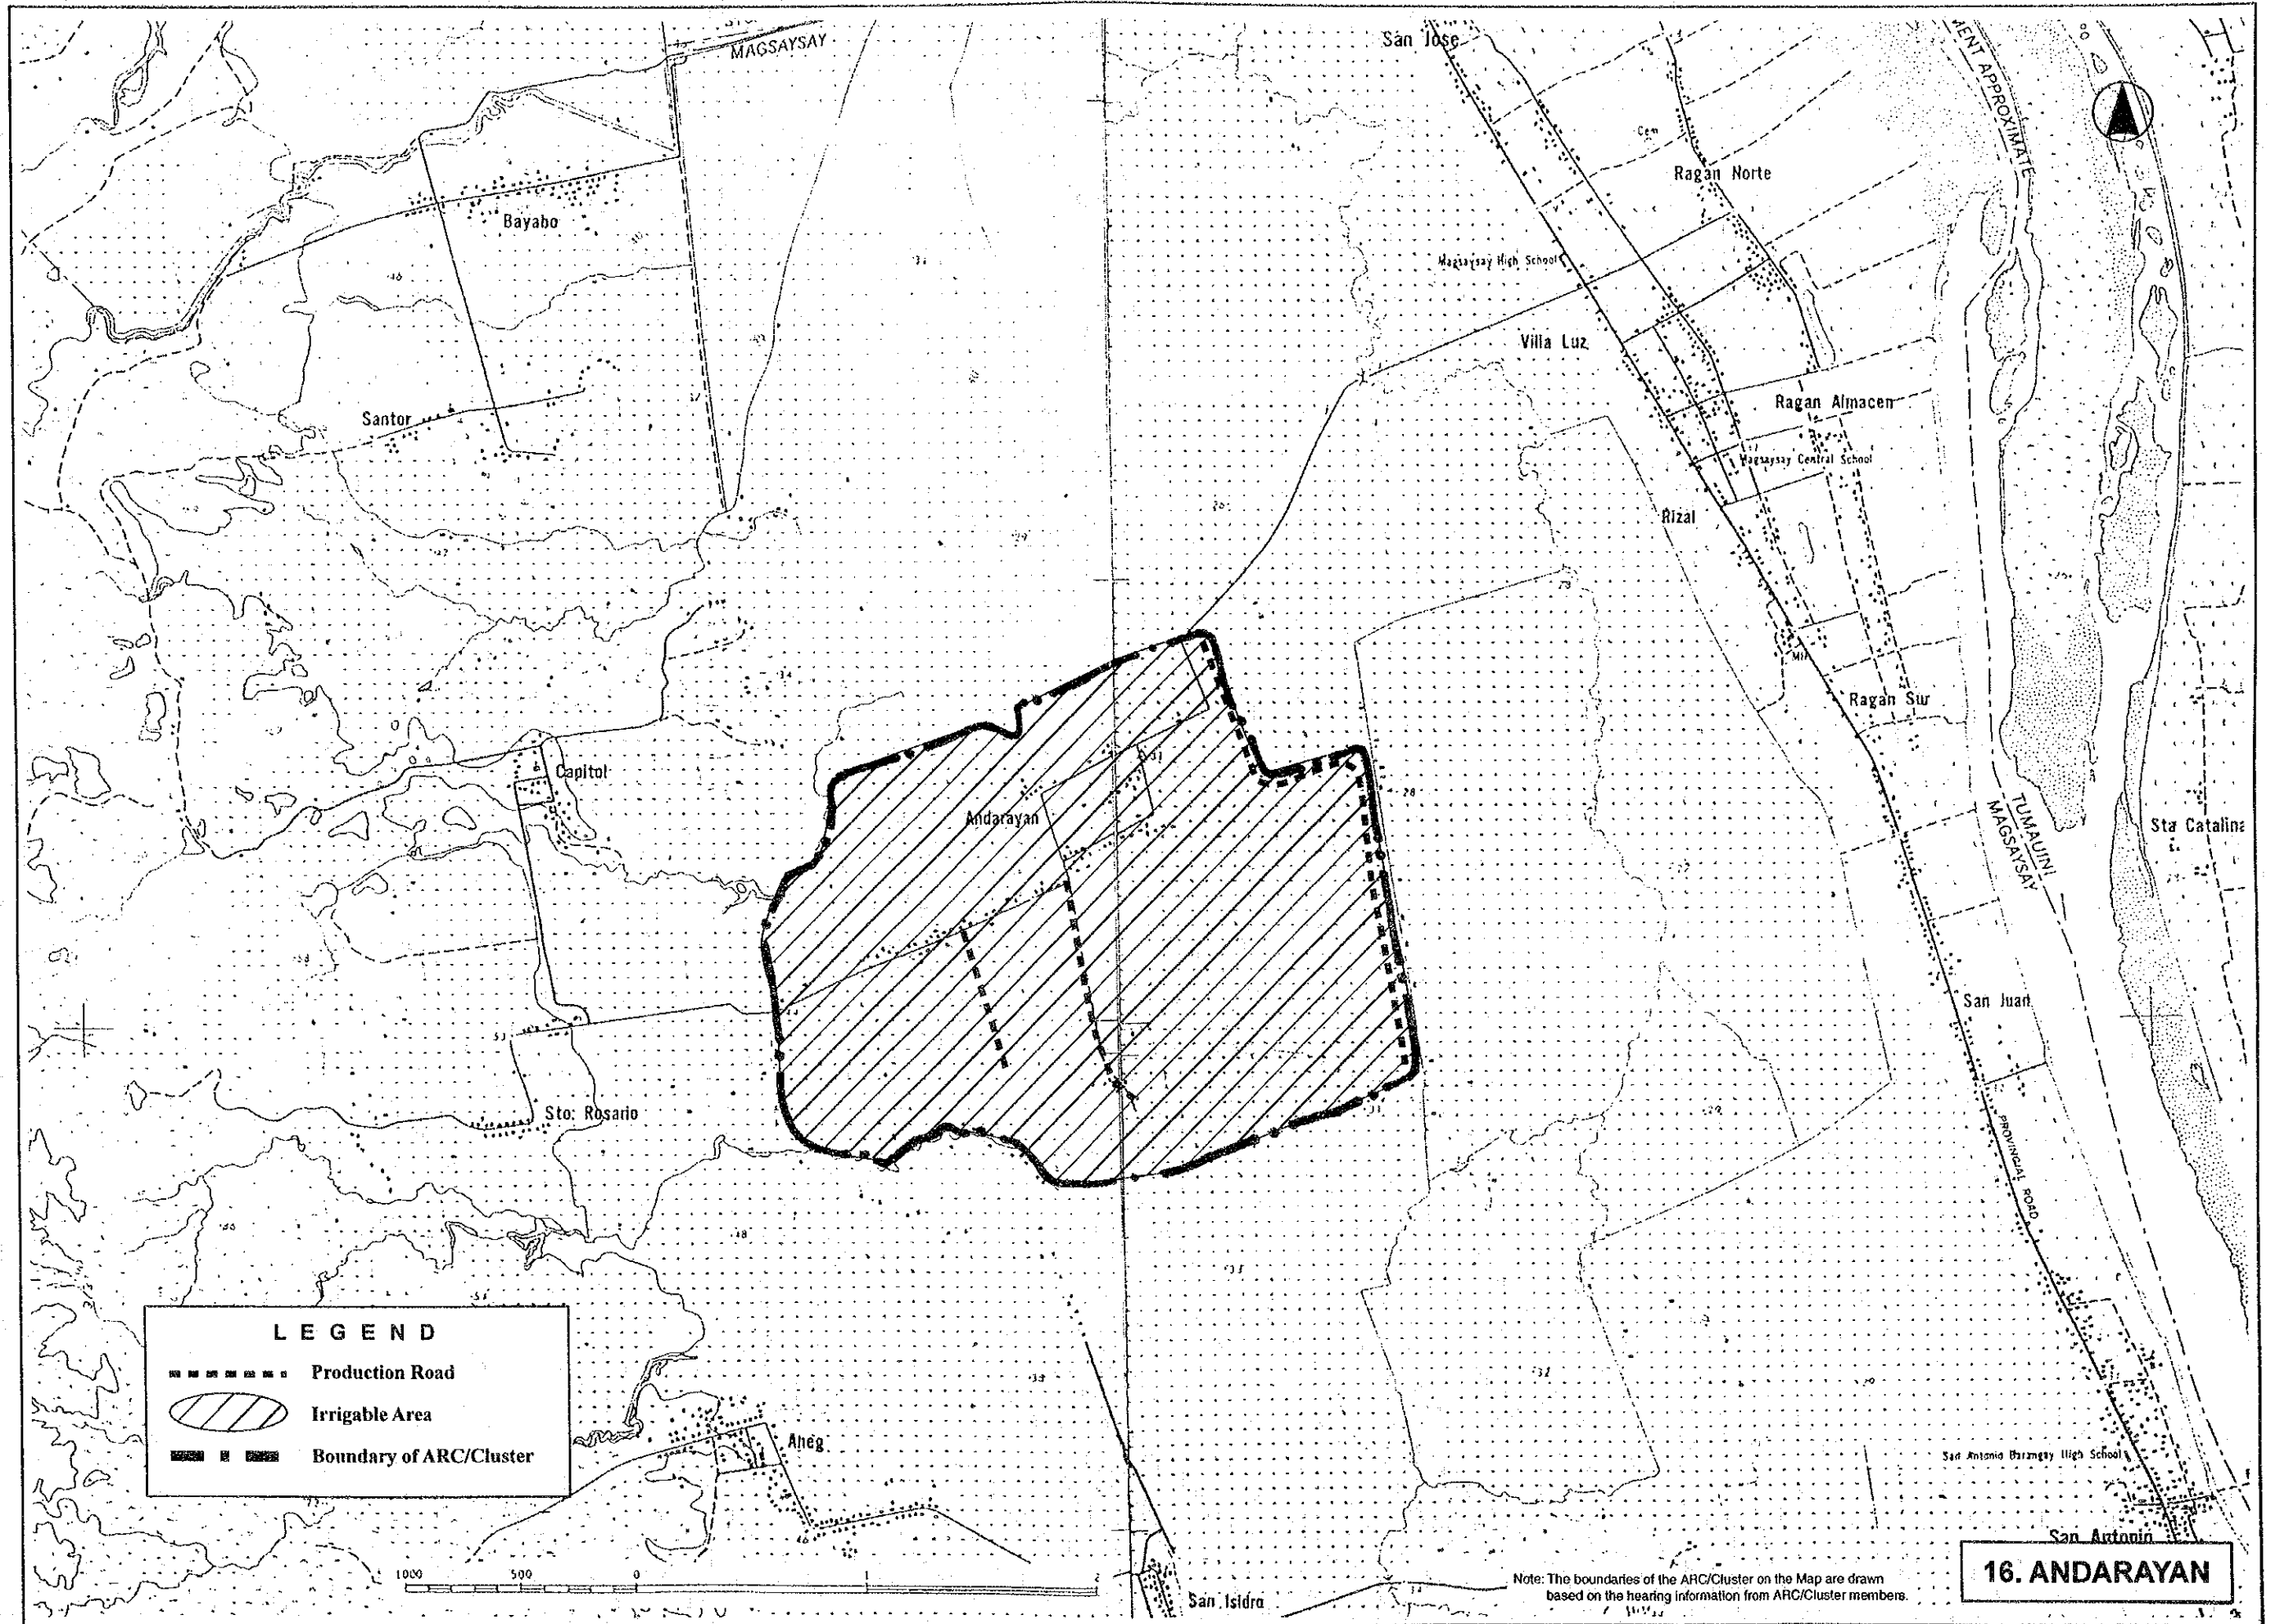 MAGSAYSAY
San Jose
MENT APPROXIMATE
Cem
Ragan Norte
Bayabo
Magsaysay High School
Villa Luz
Santor
Ragan Almacen
Magsaysay Central School
Rizal
Ragan Sur
Capitol
Andarayan
TUMAUINI
MAGSAYSAY
Sta Catalina
San Juan
Sto. Rosario
PROVINCIAL ROAD
LEGEND
Production Road
Irrigable Area
Boundary of ARC/Cluster
Aneg
San Antonio Barangay High School
San Antonio
1000 500 0 1 2
San Isidro
Note: The boundaries of the ARC/Cluster on the Map are drawn
based on the hearing information from ARC/Cluster members.
16. ANDARAYAN